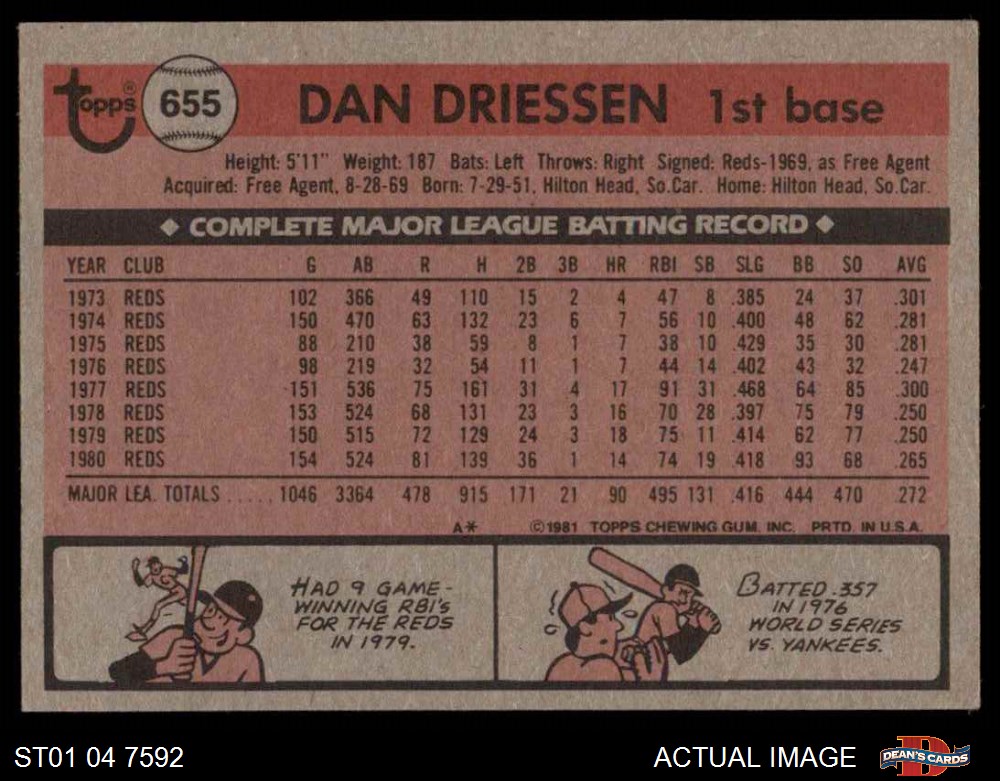 Topps® 655 DAN DRIESSEN 1st base
Height: 5'11" Weight: 187 Bats: Left Throws: Right Signed: Reds-1969, as Free Agent
Acquired: Free Agent, 8-28-69 Born: 7-29-51, Hilton Head, So.Car. Home: Hilton Head, So.Car.
◆ COMPLETE MAJOR LEAGUE BATTING RECORD ◆
YEAR CLUB G AB R H 2B 3B HR RBI SB SLG BB SO AVG
1973 REDS 102 366 49 110 15 2 4 47 8 .385 24 37 .301
1974 REDS 150 470 63 132 23 6 7 56 10 .400 48 62 .281
1975 REDS 88 210 38 59 8 1 7 38 10 .429 35 30 .281
1976 REDS 98 219 32 54 11 1 7 44 14 .402 43 32 .247
1977 REDS 151 536 75 161 31 4 17 91 31 .468 64 85 .300
1978 REDS 153 524 68 131 23 3 16 70 28 .397 75 79 .250
1979 REDS 150 515 72 129 24 3 18 75 11 .414 62 77 .250
1980 REDS 154 524 81 139 36 1 14 74 19 .418 93 68 .265
MAJOR LEA. TOTALS ..... 1046 3364 478 915 171 21 90 495 131 .416 444 470 .272
A* ©1981 TOPPS CHEWING GUM, INC. PRTD. IN U.S.A.
HAD 9 GAME-
WINNING RBI'S
FOR THE REDS
IN 1979.
BATTED .357
IN 1976
WORLD SERIES
VS. YANKEES.
ST01 04 7592 ACTUAL IMAGE DEAN'S CARDS